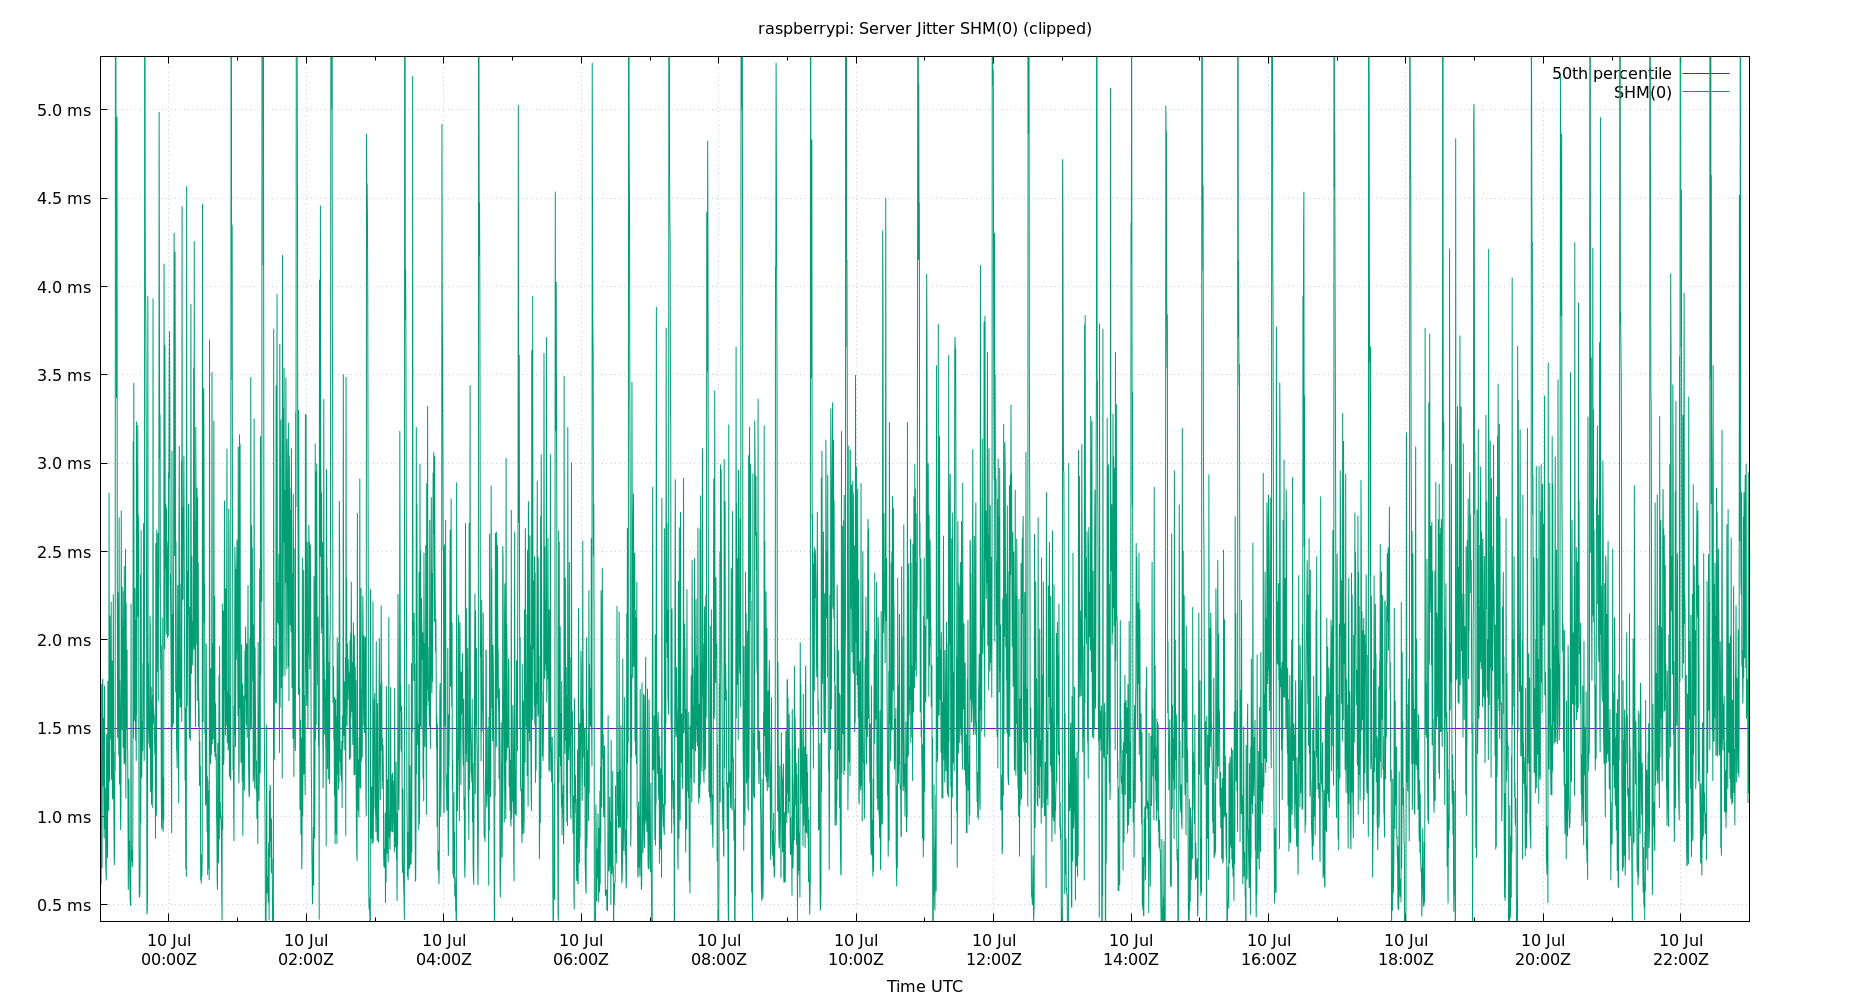 raspberrypi: Server Jitter SHM(0) (clipped)
50th percentile
SHM(0)
5.0 ms
4.5 ms
4.0 ms
3.5 ms
3.0 ms
2.5 ms
2.0 ms
1.5 ms
1.0 ms
0.5 ms
10 Jul 10 Jul 10 Jul 10 Jul 10 Jul 10 Jul 10 Jul 10 Jul 10 Jul 10 Jul 10 Jul 10 Jul
00:00Z 02:00Z 04:00Z 06:00Z 08:00Z 10:00Z 12:00Z 14:00Z 16:00Z 18:00Z 20:00Z 22:00Z
Time UTC